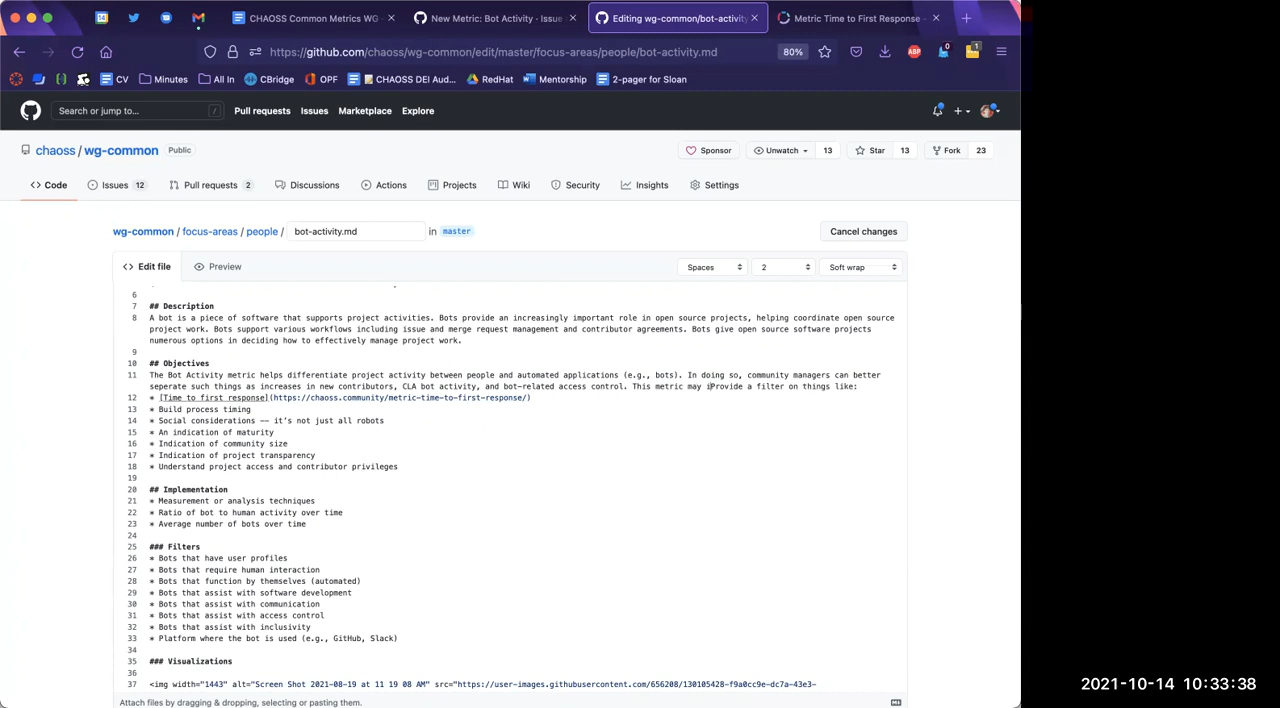 CHAOSS Common Metrics WG - ×
New Metric: Bot Activity - Issue ×
Editing wg-common/bot-activity ×
Metric Time to First Response - ×
https://github.com/chaoss/wg-common/edit/master/focus-areas/people/bot-activity.md
80%
ABP
0
1
CV
Minutes
All In
CBridge
OPF
CHAOSS DEI Aud...
RedHat
Mentorship
2-pager for Sloan
Search or jump to... /
Pull requests
Issues
Marketplace
Explore
chaoss / wg-common Public
Sponsor
Unwatch 13
Star 13
Fork 23
<> Code
Issues 12
Pull requests 2
Discussions
Actions
Projects
Wiki
Security
Insights
Settings
wg-common / focus-areas / people / bot-activity.md in master
Cancel changes
<> Edit file
Preview
Spaces
2
Soft wrap
6
7 ## Description
8 A bot is a piece of software that supports project activities. Bots provide an increasingly important role in open source projects, helping coordinate open source
project work. Bots support various workflows including issue and merge request management and contributor agreements. Bots give open source software projects
numerous options in deciding how to effectively manage project work.
9
10 ## Objectives
11 The Bot Activity metric helps differentiate project activity between people and automated applications (e.g., bots). In doing so, community managers can better
seperate such things as increases in new contributors, CLA bot activity, and bot-related access control. This metric may iProvide a filter on things like:
12 * [Time to first response](https://chaoss.community/metric-time-to-first-response/)
13 * Build process timing
14 * Social considerations -- it's not just all robots
15 * An indication of maturity
16 * Indication of community size
17 * Indication of project transparency
18 * Understand project access and contributor privileges
19
20 ## Implementation
21 * Measurement or analysis techniques
22 * Ratio of bot to human activity over time
23 * Average number of bots over time
24
25 ### Filters
26 * Bots that have user profiles
27 * Bots that require human interaction
28 * Bots that function by themselves (automated)
29 * Bots that assist with software development
30 * Bots that assist with communication
31 * Bots that assist with access control
32 * Bots that assist with inclusivity
33 * Platform where the bot is used (e.g., GitHub, Slack)
34
35 ### Visualizations
36
37 <img width="1443" alt="Screen Shot 2021-08-19 at 11 19 08 AM" src="https://user-images.githubusercontent.com/656208/130105428-f9a0cc9e-dc7a-43e3-
Attach files by dragging & dropping, selecting or pasting them.
2021-10-14 10:33:38